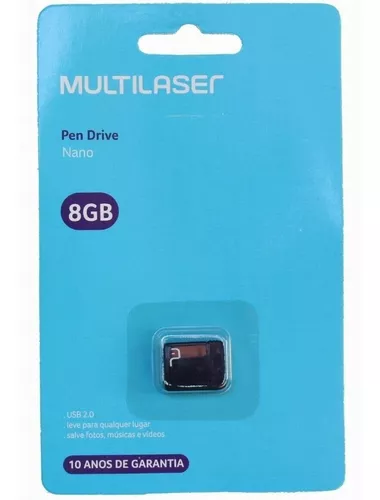 MULTILASER
Pen Drive
Nano
8GB
USB 2.0
leve para qualquer lugar
salve fotos, músicas e vídeos
10 ANOS DE GARANTIA